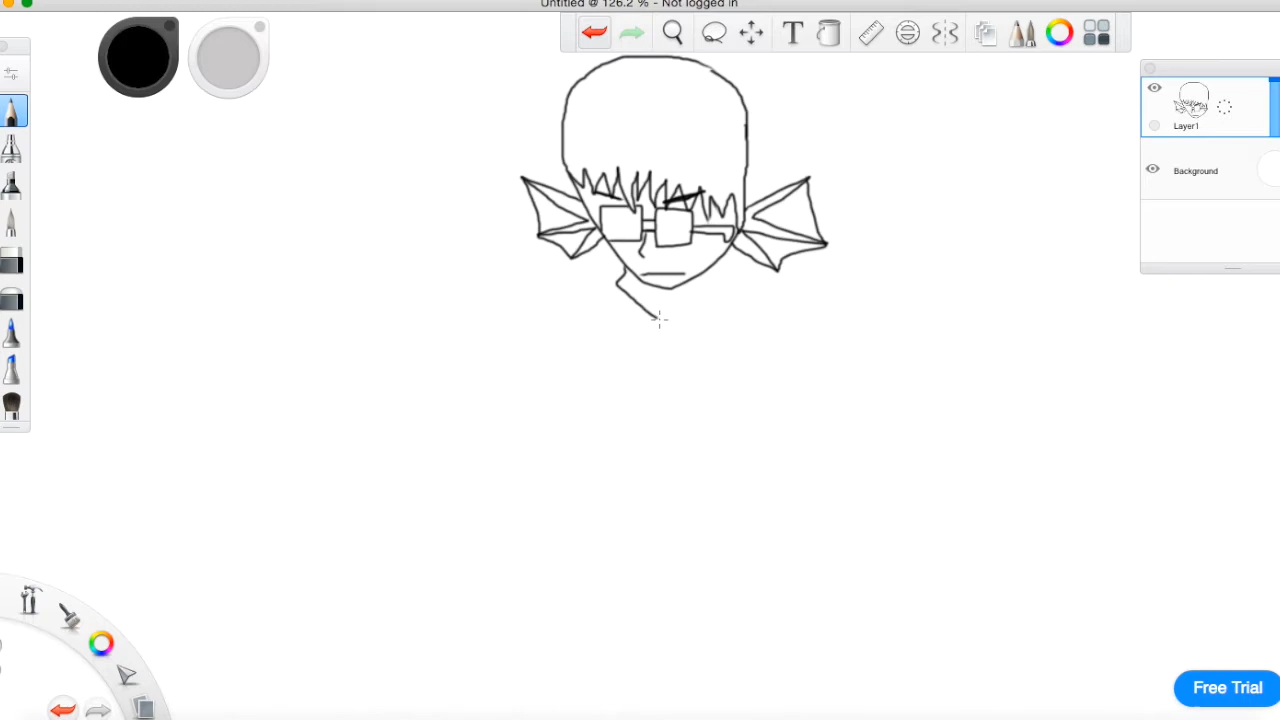 Untitled @ 126.2 % - Not logged in
T
Layer1
Background
Free Trial